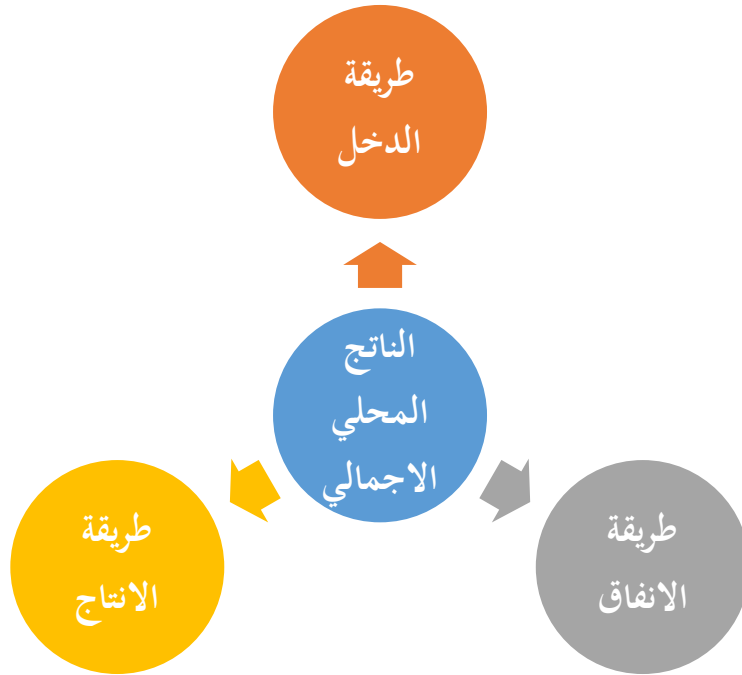 طريقة
الدخل
الناتج
المحلي
الاجمالي
طريقة
الانفاق
طريقة
الانتاج